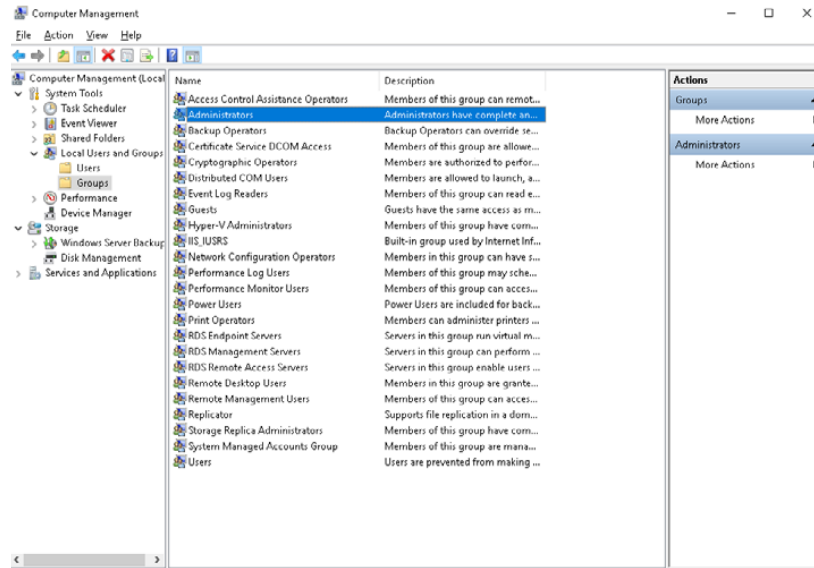 Computer Management
File Action View Help
Computer Management (Local
System Tools
Task Scheduler
Event Viewer
Shared Folders
Local Users and Groups
Users
Groups
Performance
Device Manager
Storage
Windows Server Backup
Disk Management
Services and Applications
Name Description
Access Control Assistance Operators Members of this group can remot...
Administrators Administrators have complete an...
Backup Operators Backup Operators can override se...
Certificate Service DCOM Access Members of this group are allowe...
Cryptographic Operators Members are authorized to perfor...
Distributed COM Users Members are allowed to launch, a...
Event Log Readers Members of this group can read e...
Guests Guests have the same access as m...
Hyper-V Administrators Members of this group have com...
IIS_IUSRS Built-in group used by Internet Inf...
Network Configuration Operators Members in this group can have s...
Performance Log Users Members of this group may sche...
Performance Monitor Users Members of this group can acces...
Power Users Power Users are included for back...
Print Operators Members can administer printers ...
RDS Endpoint Servers Servers in this group run virtual m...
RDS Management Servers Servers in this group can perform ...
RDS Remote Access Servers Servers in this group enable users ...
Remote Desktop Users Members in this group are grante...
Remote Management Users Members of this group can acces...
Replicator Supports file replication in a dom...
Storage Replica Administrators Members of this group have com...
System Managed Accounts Group Members of this group are mana...
Users Users are prevented from making ...
Actions
Groups
More Actions
Administrators
More Actions